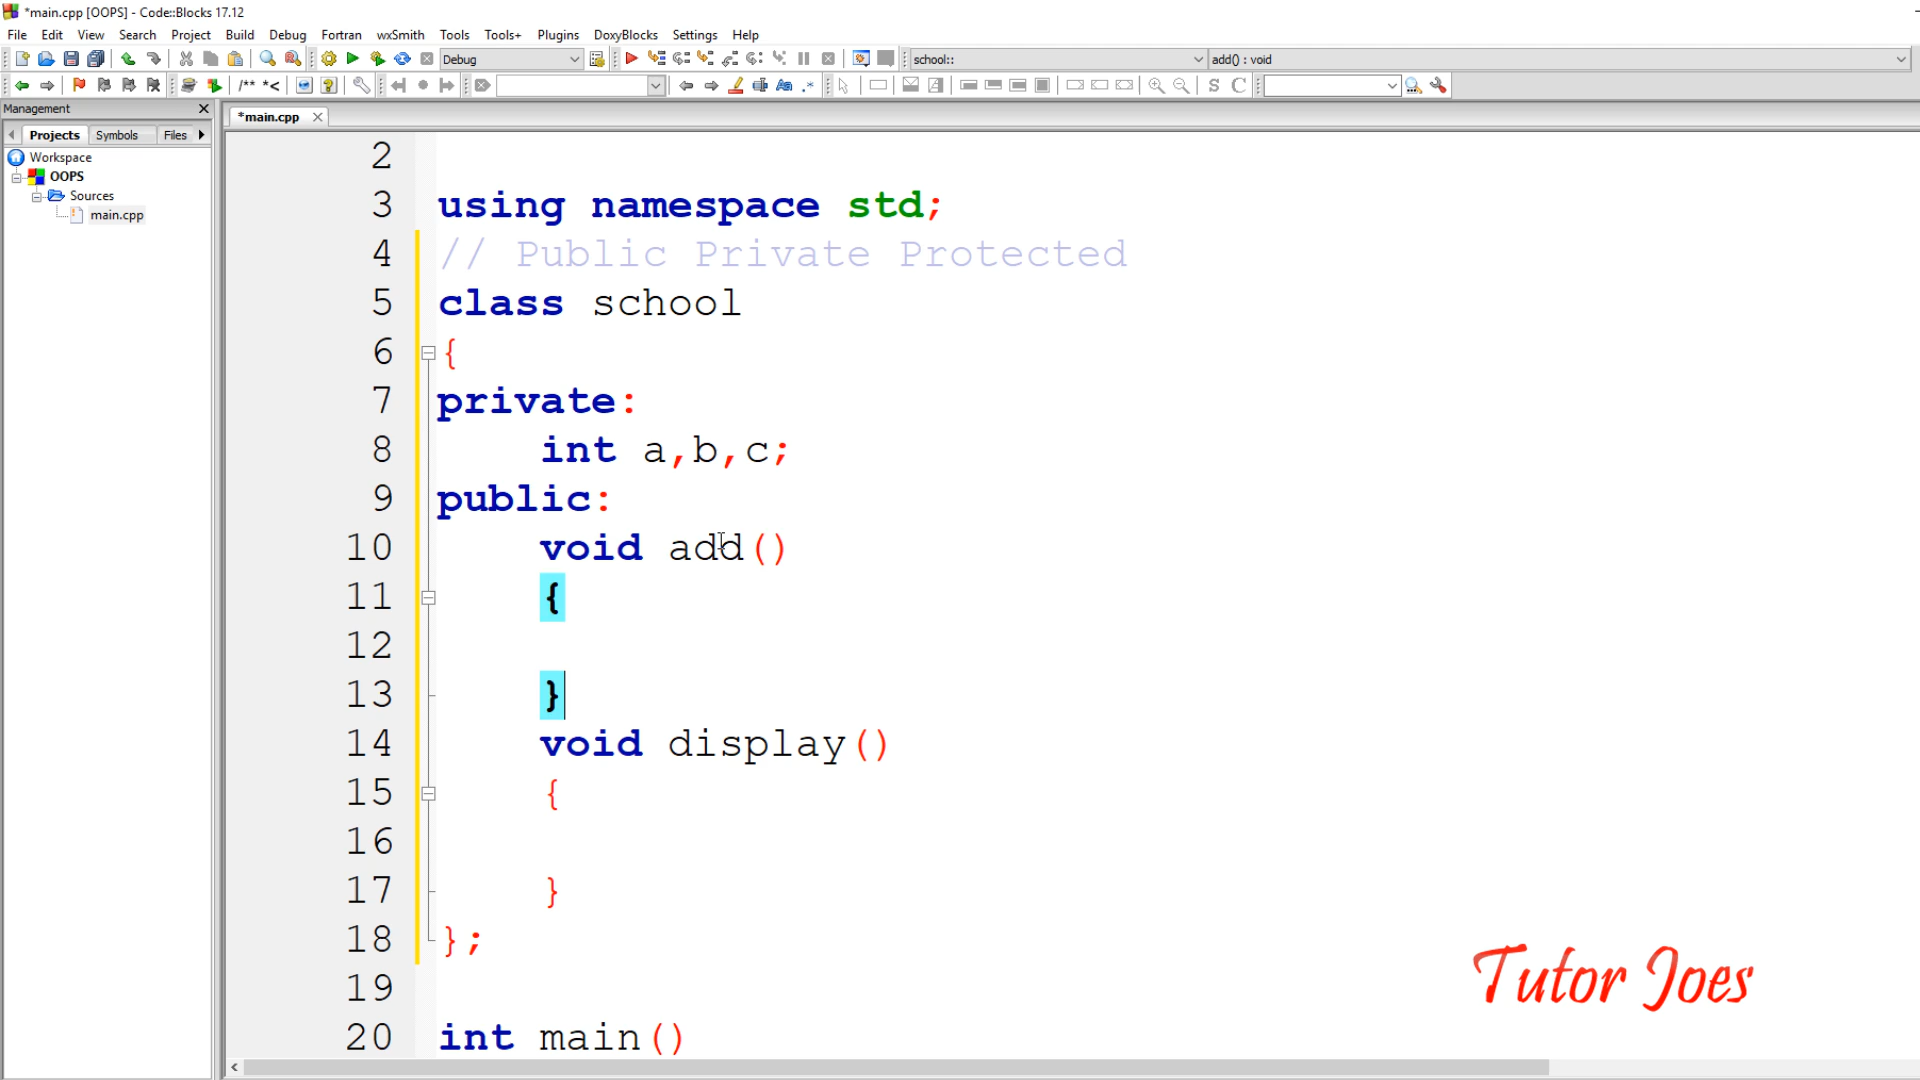 *main.cpp [OOPS] - Code::Blocks 17.12
File Edit View Search Project Build Debug Fortran wxSmith Tools Tools+ Plugins DoxyBlocks Settings Help
Debug school:: add() : void
/** *<
Management
*main.cpp
Projects Symbols Files
Workspace
OOPS
Sources
main.cpp
2
3 using namespace std;
4 // Public Private Protected
5 class school
6 {
7 private:
8 int a,b,c;
9 public:
10 void add()
11 {
12
13 }
14 void display()
15 {
16
17 }
18 };
19
20 int main()
Tutor Joes